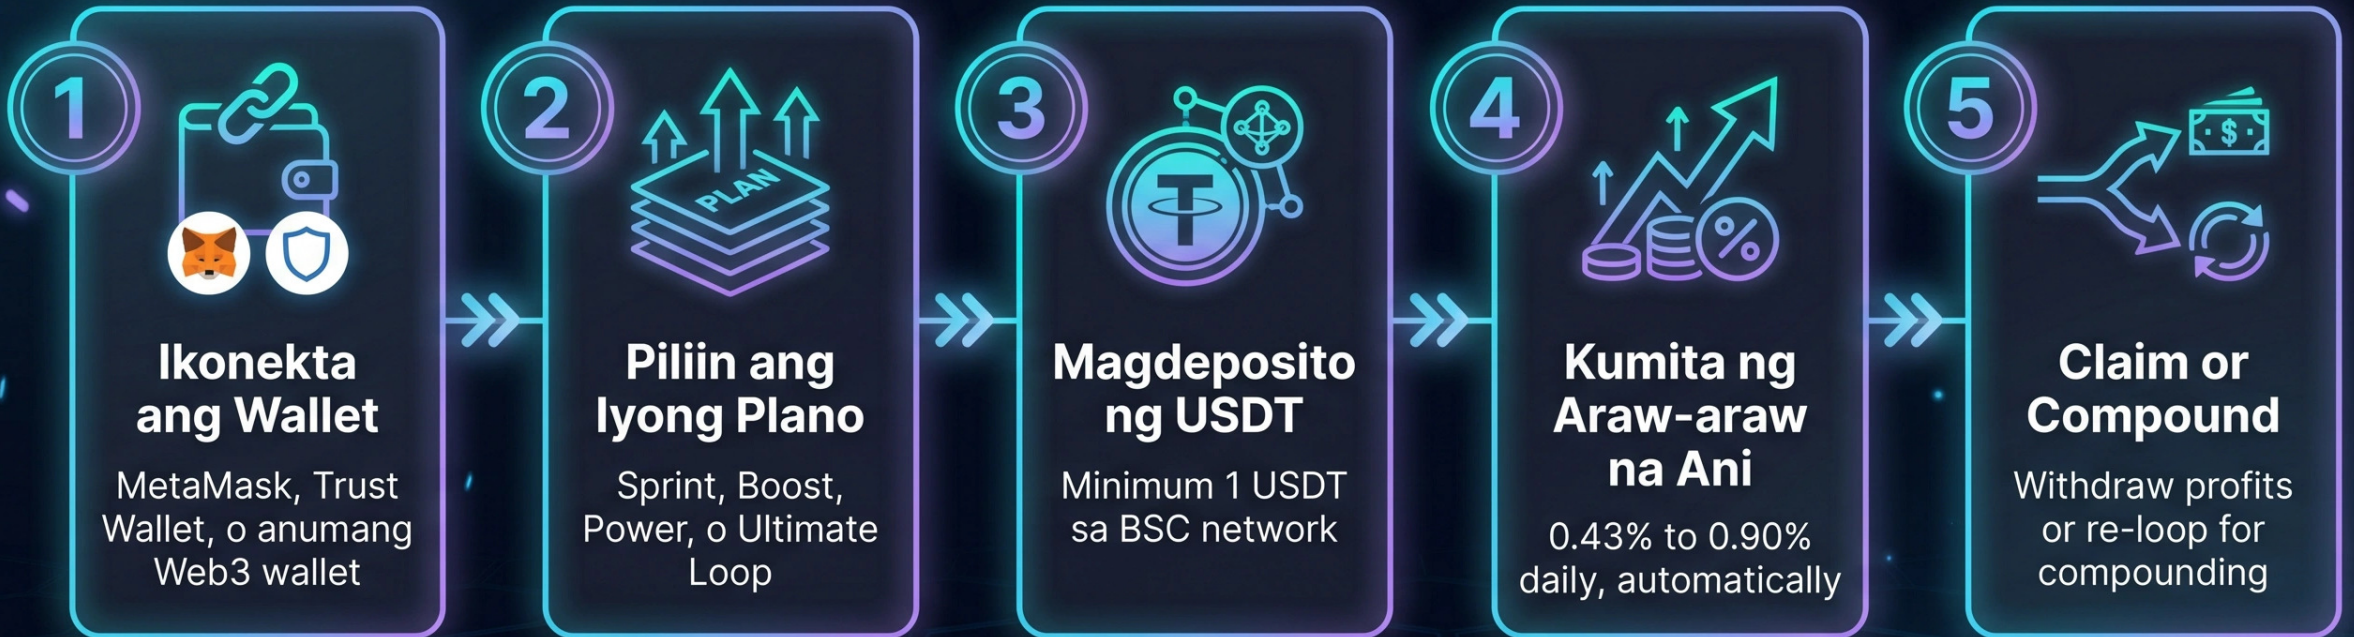 1
Ikonekta
ang Wallet
MetaMask, Trust
Wallet, o anumang
Web3 wallet
2
PLAN
Piliin ang
Iyong Plano
Sprint, Boost,
Power, o Ultimate
Loop
3
Magdeposito
ng USDT
Minimum 1 USDT
sa BSC network
4
%
Kumita ng
Araw-araw
na Ani
0.43% to 0.90%
daily, automatically
5
$
Claim or
Compound
Withdraw profits
or re-loop for
compounding